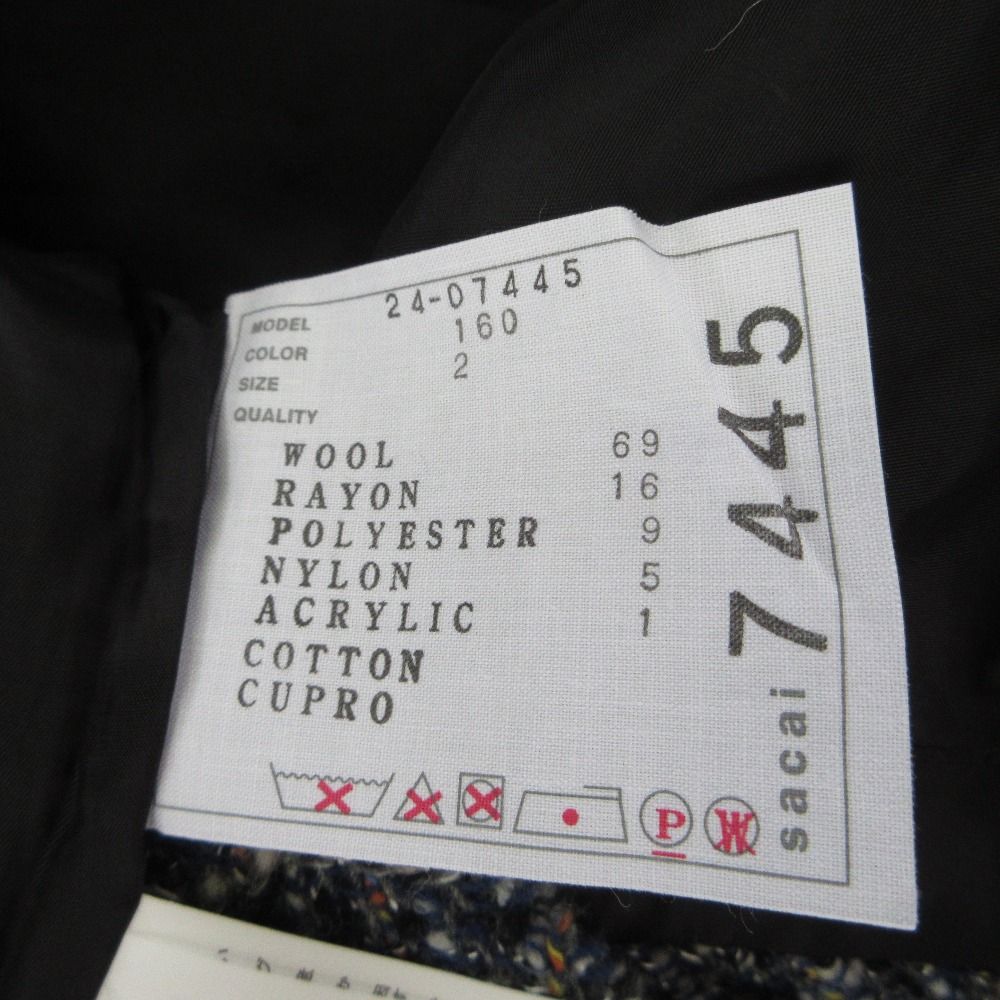 MODEL 24-07445
COLOR 160
SIZE 2
QUALITY
WOOL 69
RAYON 16
POLYESTER 9
NYLON 5
ACRYLIC 1
COTTON
CUPRO
P
W
sacai 7445